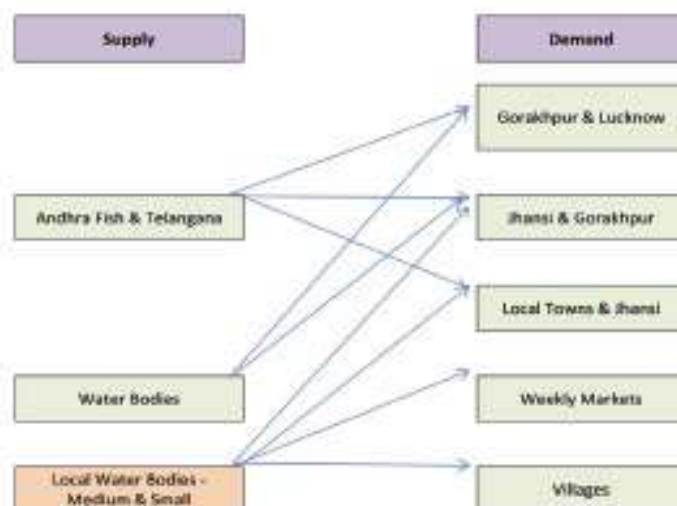 Supply
Demand
Gorakhpur & Lucknow
Andhra Fish & Telangana
Jhansi & Gorakhpur
Local Towns & Jhansi
Water Bodies
Weekly Markets
Local Water Bodies -
Medium & Small
Villages